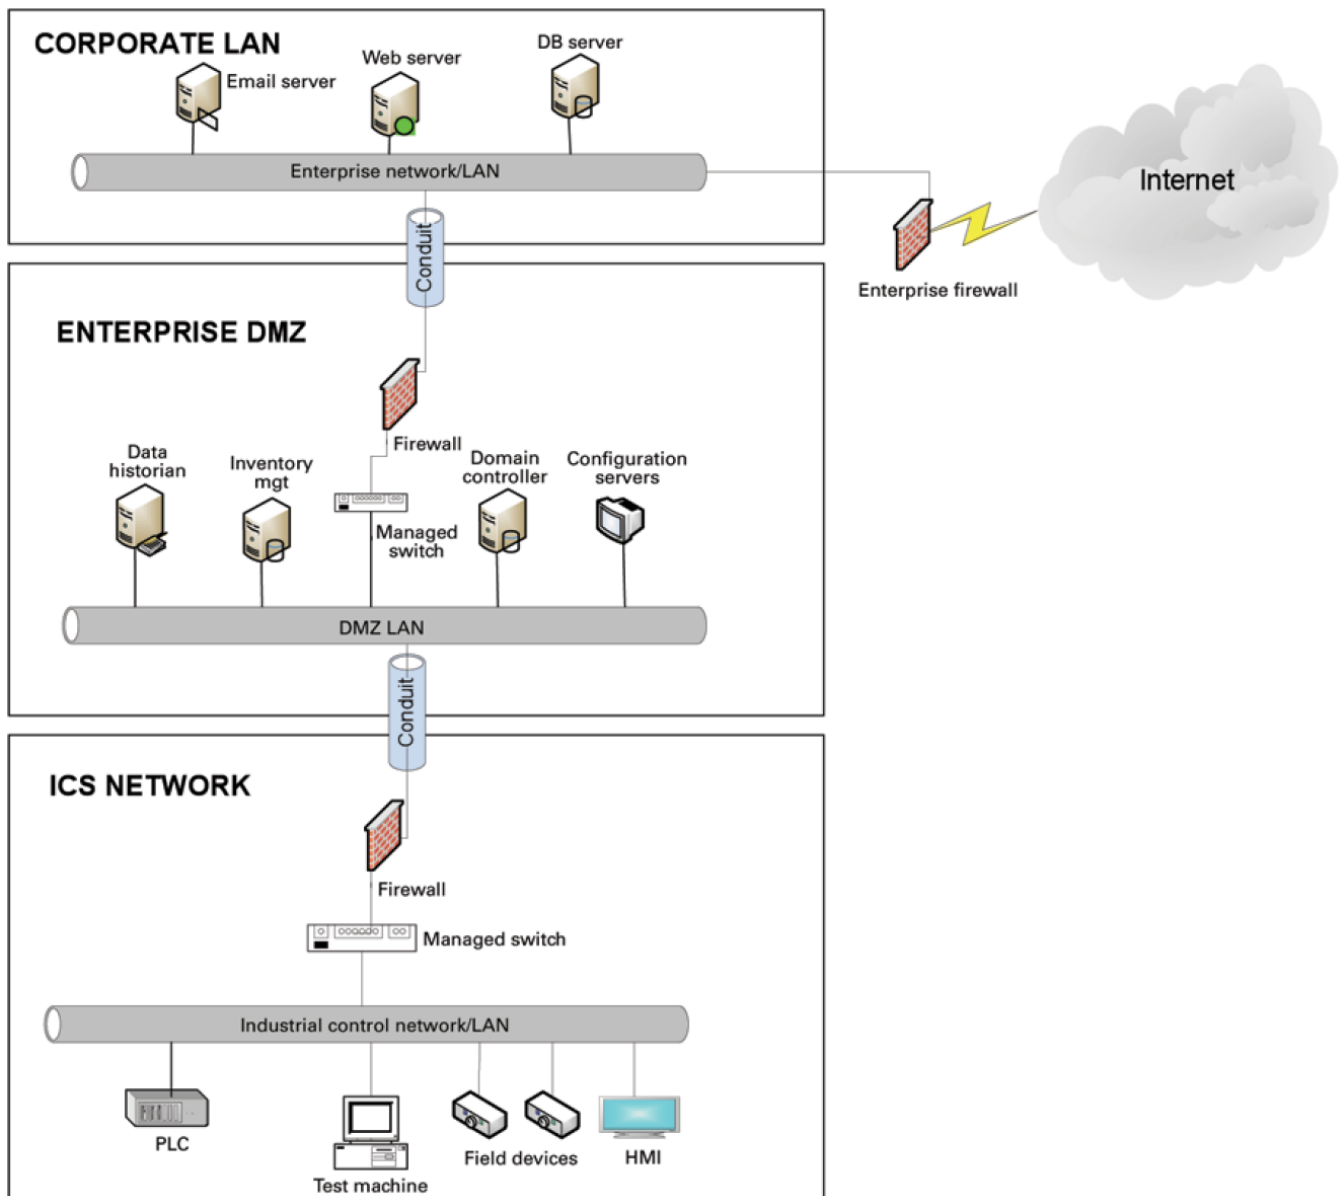 CORPORATE LAN
Email server
Web server
DB server
Enterprise network/LAN
Internet
Enterprise firewall
Conduit
ENTERPRISE DMZ
Firewall
Data
historian
Inventory
mgt
Managed
switch
Domain
controller
Configuration
servers
DMZ LAN
Conduit
ICS NETWORK
Firewall
Managed switch
Industrial control network/LAN
PLC
Test machine
Field devices
HMI